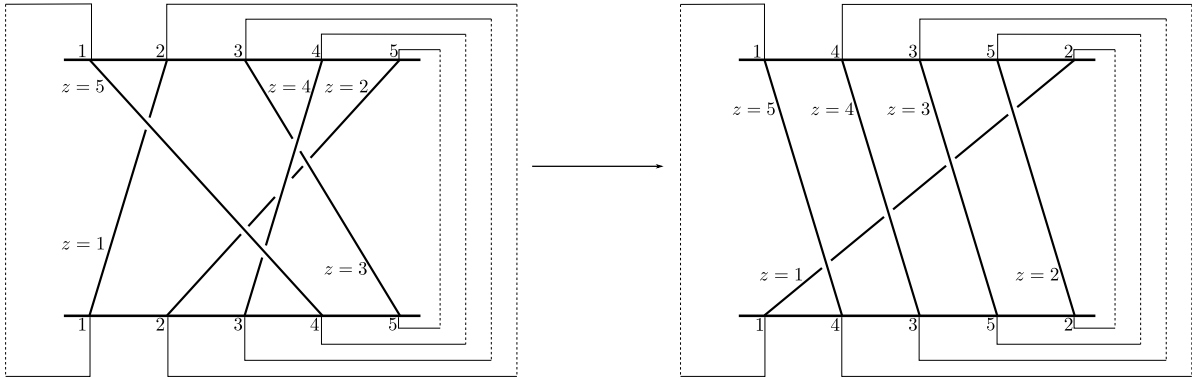 1 2 3 4 5
z = 5 z = 4 z = 2
z = 1
z = 3
1 2 3 4 5
1 4 3 5 2
z = 5 z = 4 z = 3
z = 1 z = 2
1 4 3 5 2